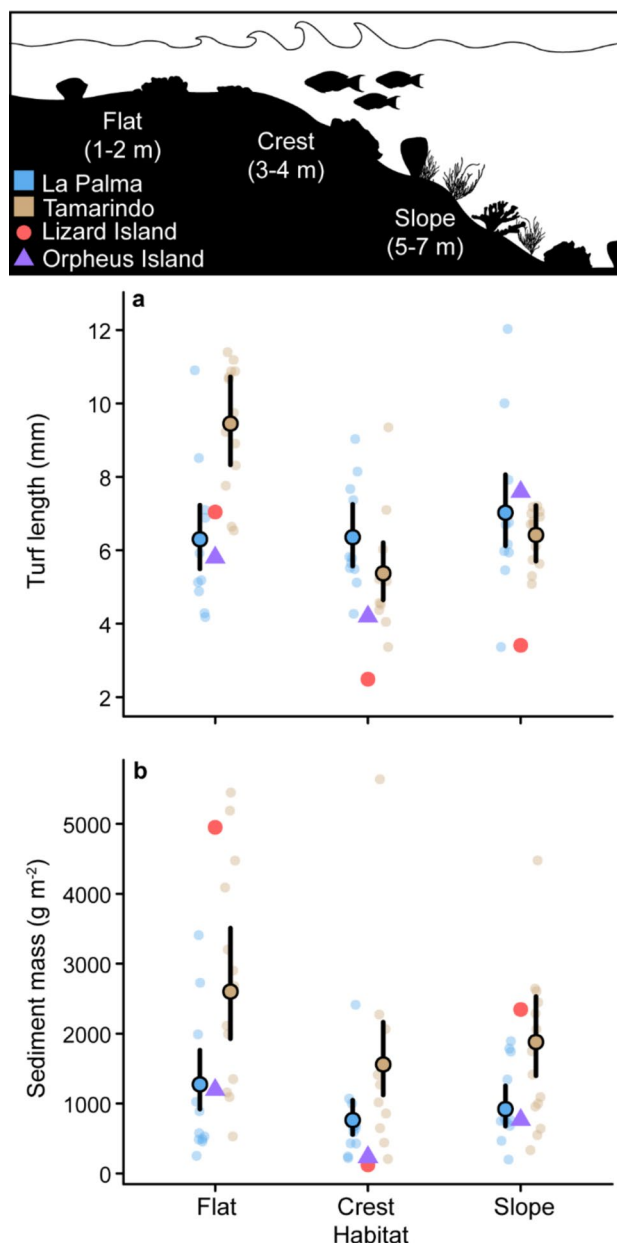 Flat
(1-2 m)
Crest
(3-4 m)
Slope
(5-7 m)
La Palma
Tamarindo
Lizard Island
Orpheus Island
a
12
10
8
6
4
2
Turf length (mm)
b
5000
4000
3000
2000
1000
0
Sediment mass (g m⁻²)
Flat Crest Slope
Habitat